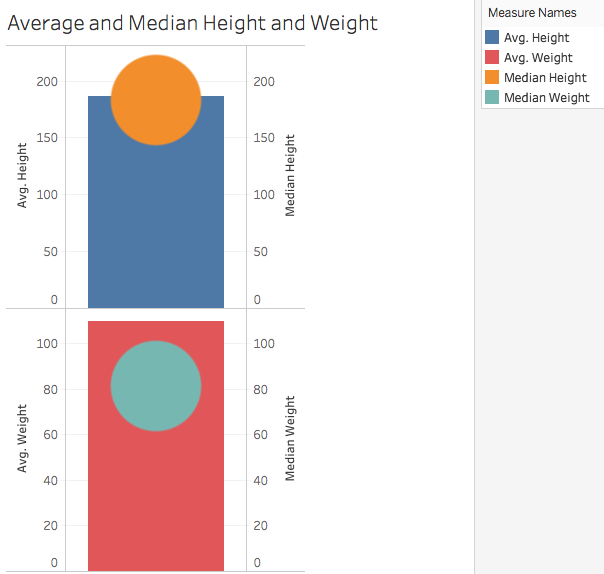 Average and Median Height and Weight
Measure Names
Avg. Height
Avg. Weight
Median Height
Median Weight
Avg. Height
200
150
100
50
0
200
150
100
50
0
Median Height
Avg. Weight
100
80
60
40
20
0
100
80
60
40
20
0
Median Weight